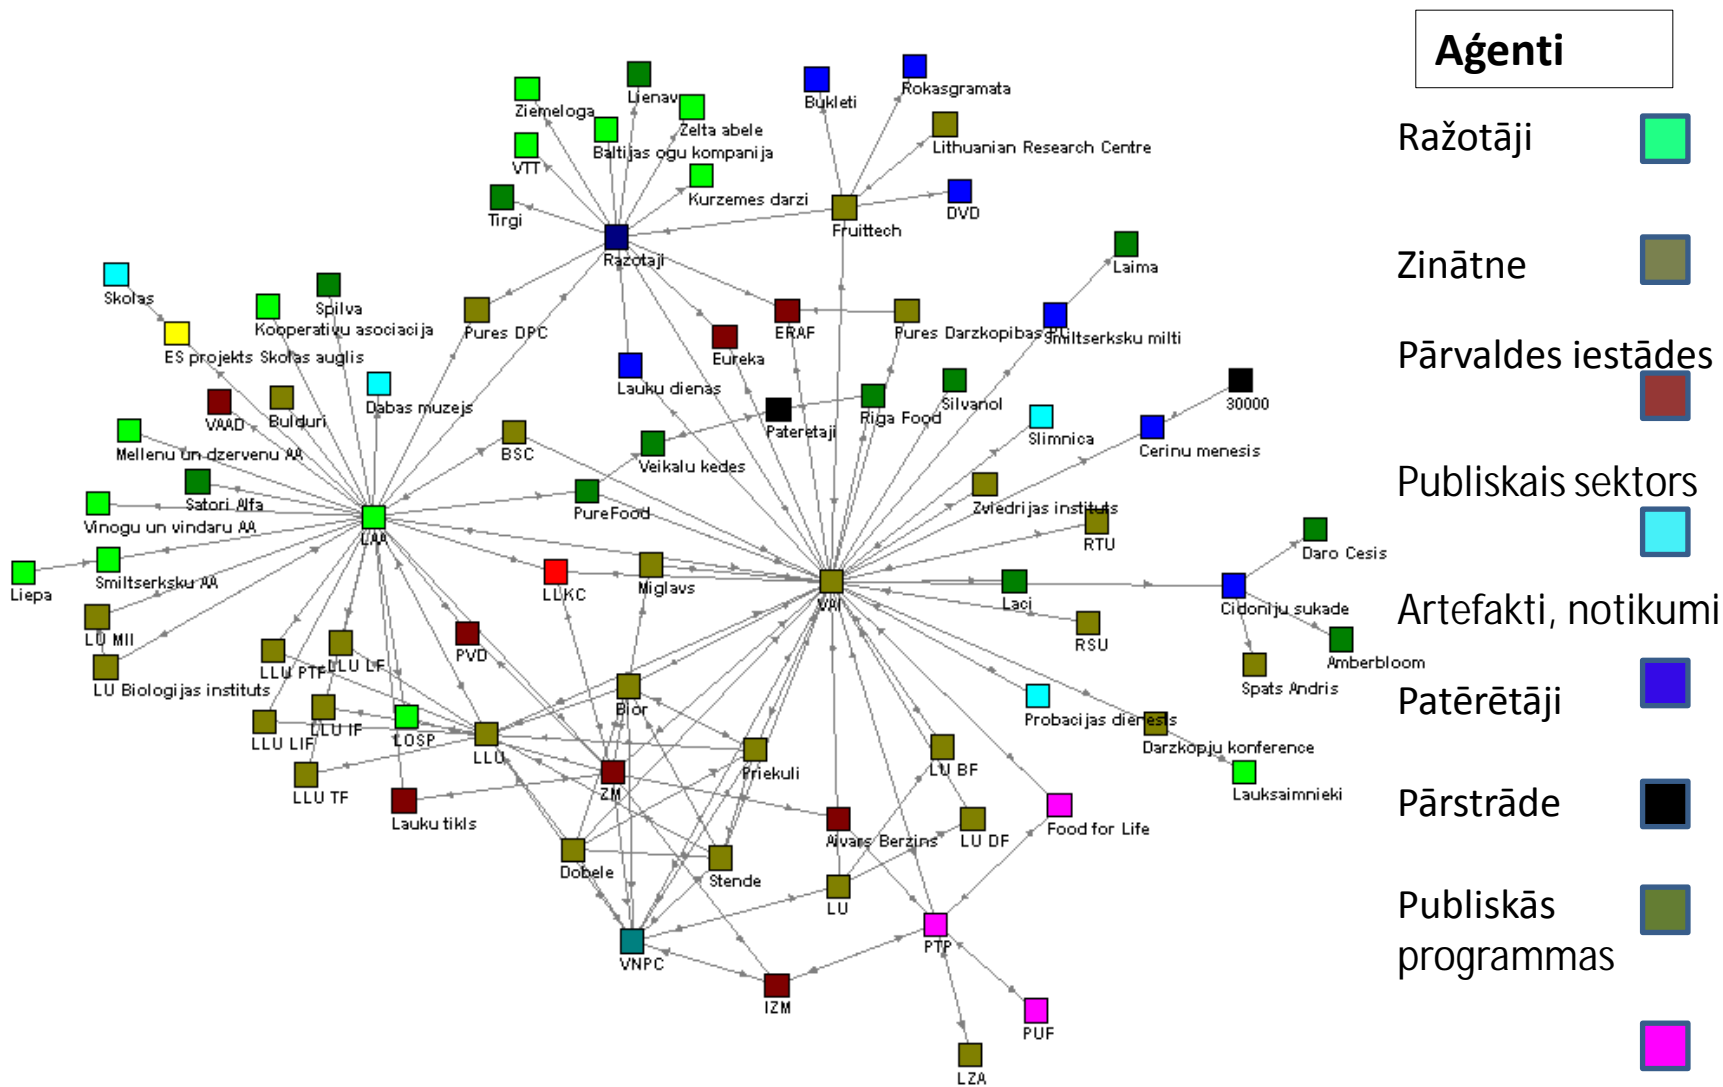 Aģenti
Ražotāji
Zinātne
Pārvaldes iestādes
Publiskais sektors
Artefakti, notikumi
Patērētāji
Pārstrāde
Publiskās
programmas
Ziemeloga
Lienav
Zelta abele
Baltijas ogu kompanija
VTT
Kurzemes darzi
Tirgi
Razotaji
Bukleti
Rokasgramata
Lithuanian Research Centre
DVD
Fruittech
Laima
Skolas
Spilva
Kooperativu asociacija
ES projekts Skolas auglis
Pures DPC
ERAF
Pures Darzkopibas
Smiltserksku milti
Eureka
Lauku dienas
VAAD
Bulduri
Dabas muzejs
Pateretaji
Riga Food
Silvanol
30000
Slimnica
Cerinu menesis
Mellenu un dzervenu AA
BSC
Veikalu kedes
Satori Alfa
Vinogu un vindaru AA
LAA
PureFood
Zviedrijas instituts
RTU
Daro Cesis
Liepa
Smiltserksku AA
LLKC
Miglavs
VAI
Laci
Cidoniju sukade
LU MII
RSU
Amberbloom
LU Biologijas instituts
LLU PTF
LLU LF
PVD
Spats Andris
Bior
Probacijas dienests
LLU LIF
LLU IF
LOSP
LLU
Darzkopju konference
Priekuli
LU BF
LLU TF
ZM
Lauksaimnieki
Lauku tikls
Aivars Berzins
LU DF
Food for Life
Dobele
Stende
LU
VNPC
PTP
IZM
PUF
LZA